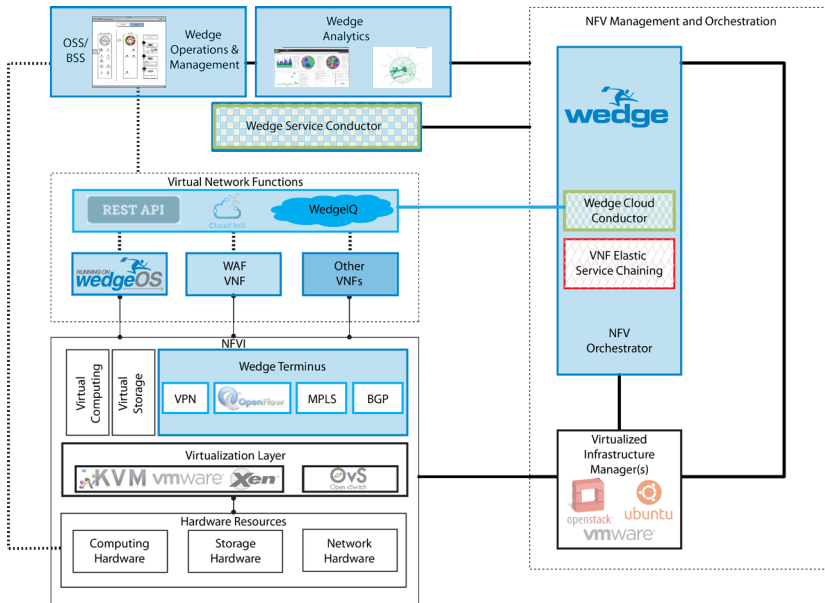 OSS/
BSS
Wedge
Operations &
Management
Wedge
Analytics
NFV Management and Orchestration
wedge
Wedge Service Conductor
Virtual Network Functions
REST API
Cloud Init
WedgeIQ
Wedge Cloud
Conductor
VNF Elastic
Service Chaining
RUNNING ON
wedgeOS
WAF
VNF
Other
VNFs
NFV
Orchestrator
NFVI
Virtual
Computing
Virtual
Storage
Wedge Terminus
VPN
OpenFlow
MPLS
BGP
Virtualization Layer
KVM
vmware
Xen
OvS
Open vSwitch
Virtualized
Infrastructure
Manager(s)
openstack
ubuntu
vmware
Hardware Resources
Computing
Hardware
Storage
Hardware
Network
Hardware